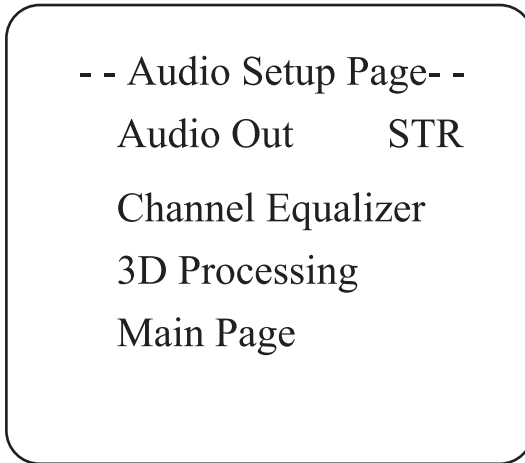 - - Audio Setup Page- -
Audio Out STR
Channel Equalizer
3D Processing
Main Page